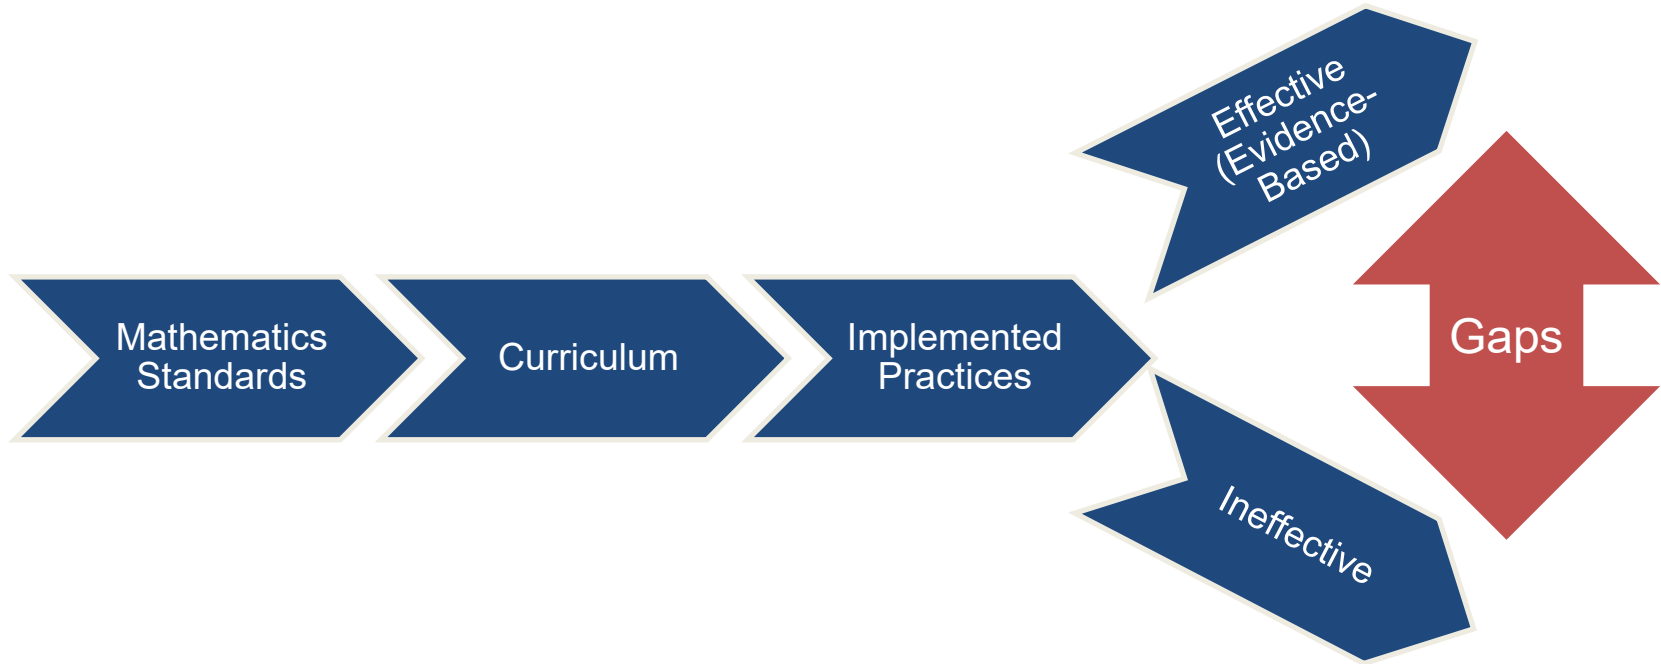 Mathematics
Standards
Curriculum
Implemented
Practices
Effective
(Evidence-
Based)
Ineffective
Gaps